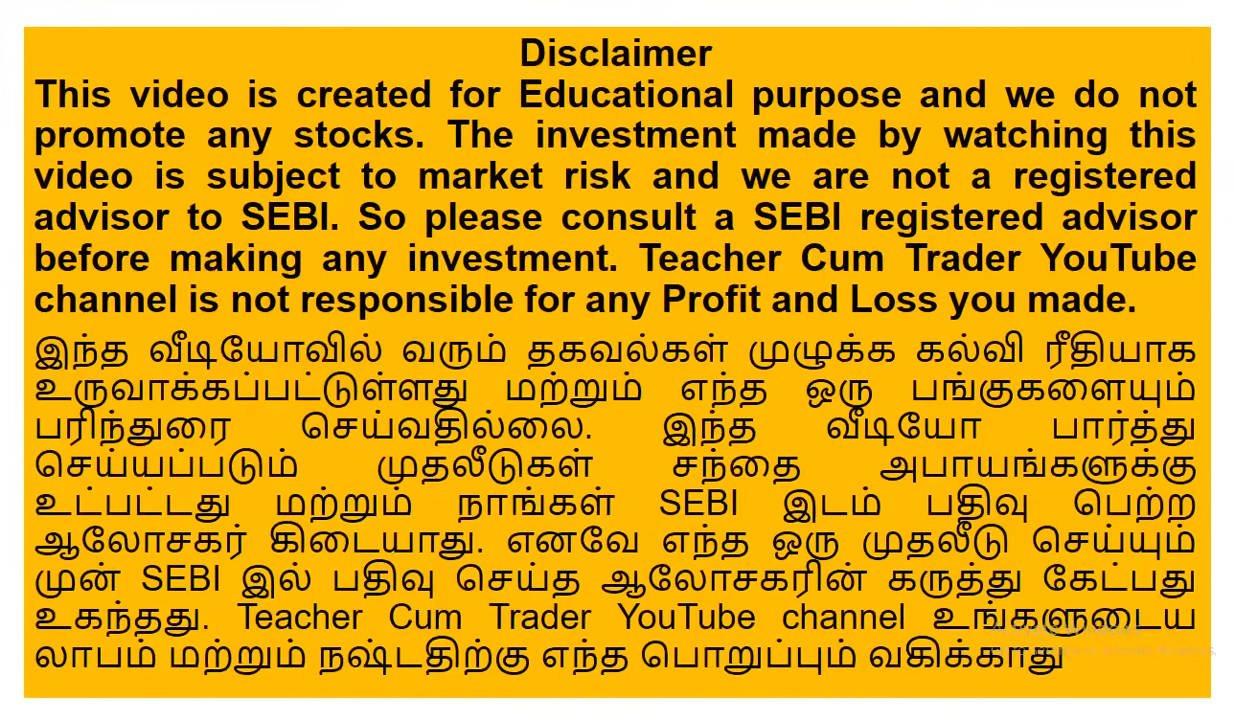 Disclaimer
This video is created for Educational purpose and we do not
promote any stocks. The investment made by watching this
video is subject to market risk and we are not a registered
advisor to SEBI. So please consult a SEBI registered advisor
before making any investment. Teacher Cum Trader YouTube
channel is not responsible for any Profit and Loss you made.
இந்த வீடியோவில் வரும் தகவல்கள் முழுக்க கல்வி ரீதியாக
உருவாக்கப்பட்டுள்ளது மற்றும் எந்த ஒரு பங்குகளையும்
பரிந்துரை செய்வதில்லை. இந்த வீடியோ பார்த்து
செய்யப்படும் முதலீடுகள் சந்தை அபாயங்களுக்கு
உட்பட்டது மற்றும் நாங்கள் SEBI இடம் பதிவு பெற்ற
ஆலோசகர் கிடையாது. எனவே எந்த ஒரு முதலீடு செய்யும்
முன் SEBI இல் பதிவு செய்த ஆலோசகரின் கருத்து கேட்பது
உகந்தது. Teacher Cum Trader YouTube channel உங்களுடைய
லாபம் மற்றும் நஷ்டதிற்கு எந்த பொறுப்பும் வகிக்காது